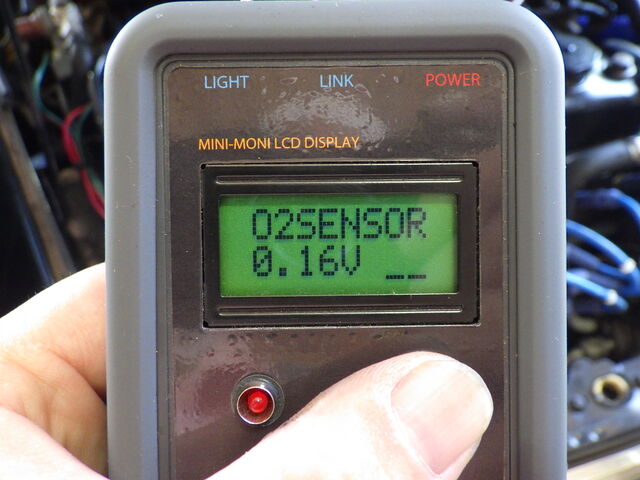 LIGHT LINK POWER
MINI-MONI LCD DISPLAY
O2SENSOR
0.16V __